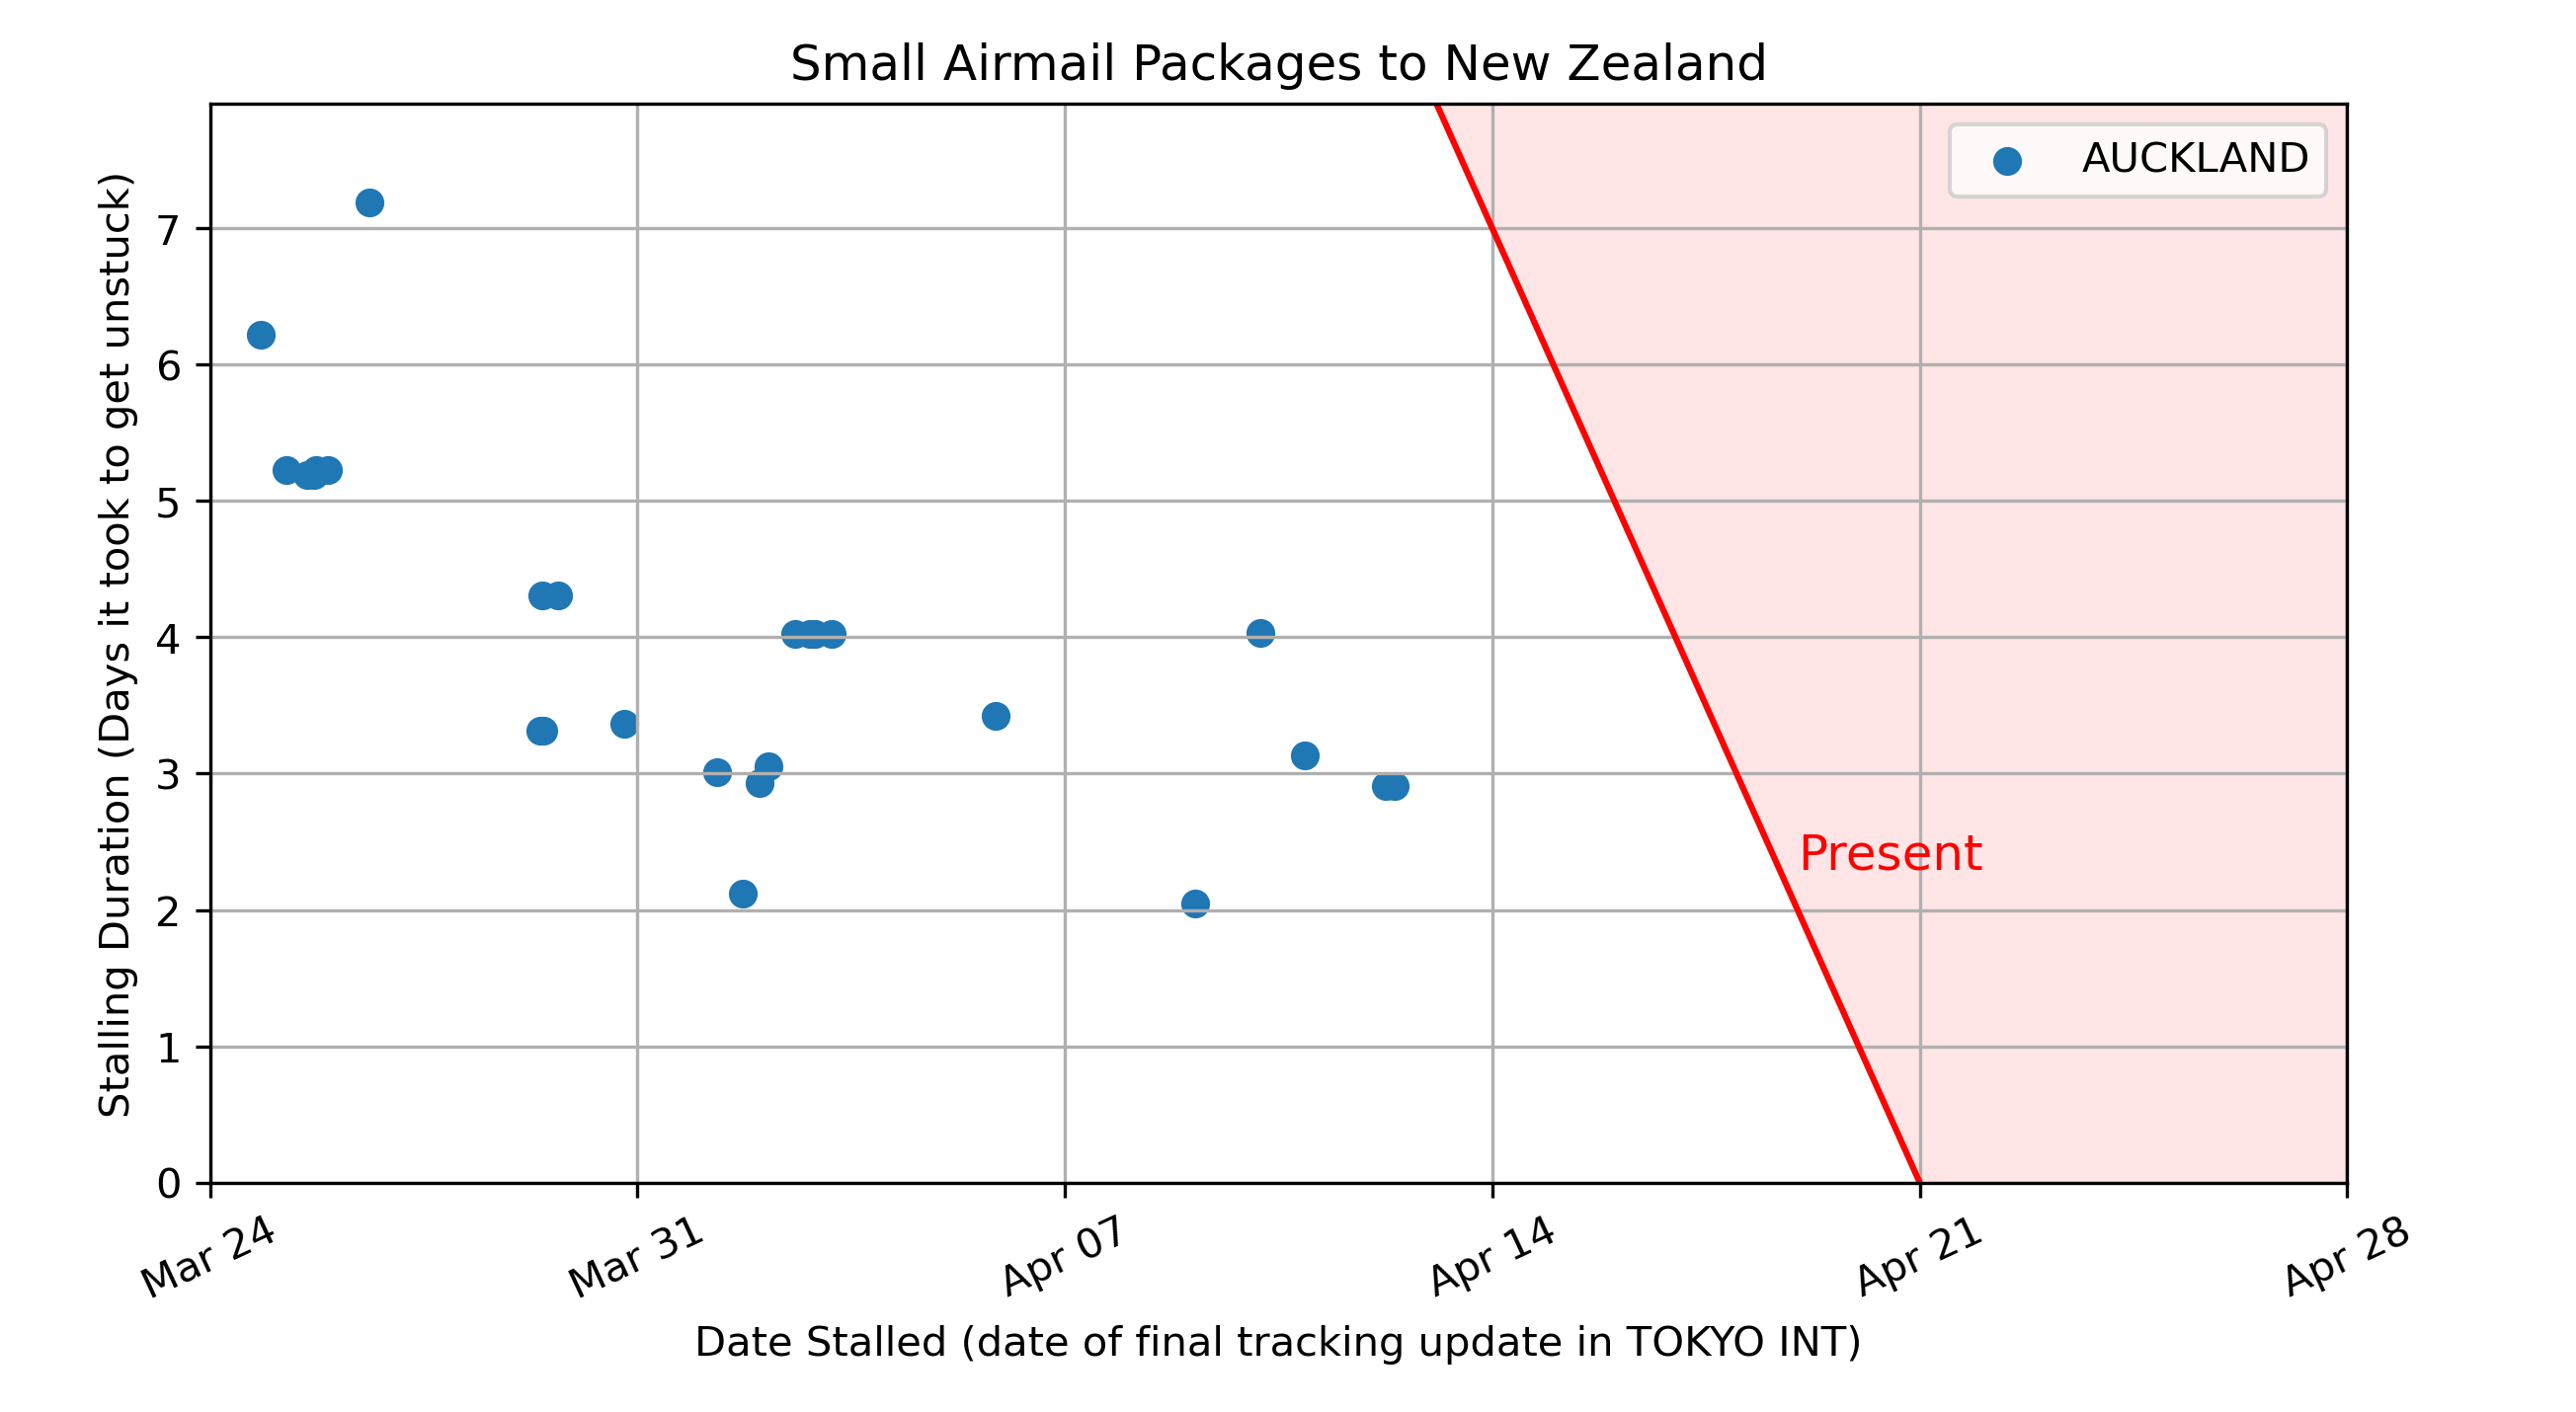 Small Airmail Packages to New Zealand
AUCKLAND
Stalling Duration (Days it took to get unstuck)
7
6
5
4
3
2
1
0
Present
Mar 24
Mar 31
Apr 07
Apr 14
Apr 21
Apr 28
Date Stalled (date of final tracking update in TOKYO INT)